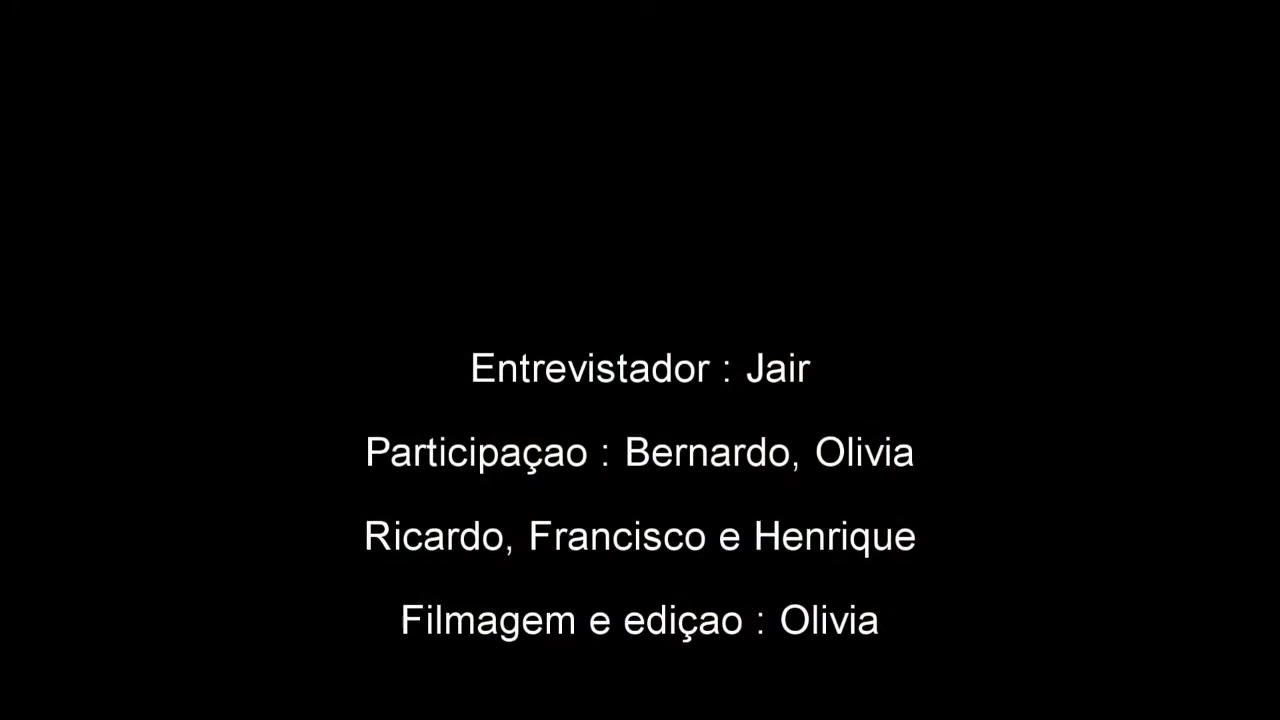 Entrevistador : Jair
Participaçao : Bernardo, Olivia
Ricardo, Francisco e Henrique
Filmagem e ediçao : Olivia